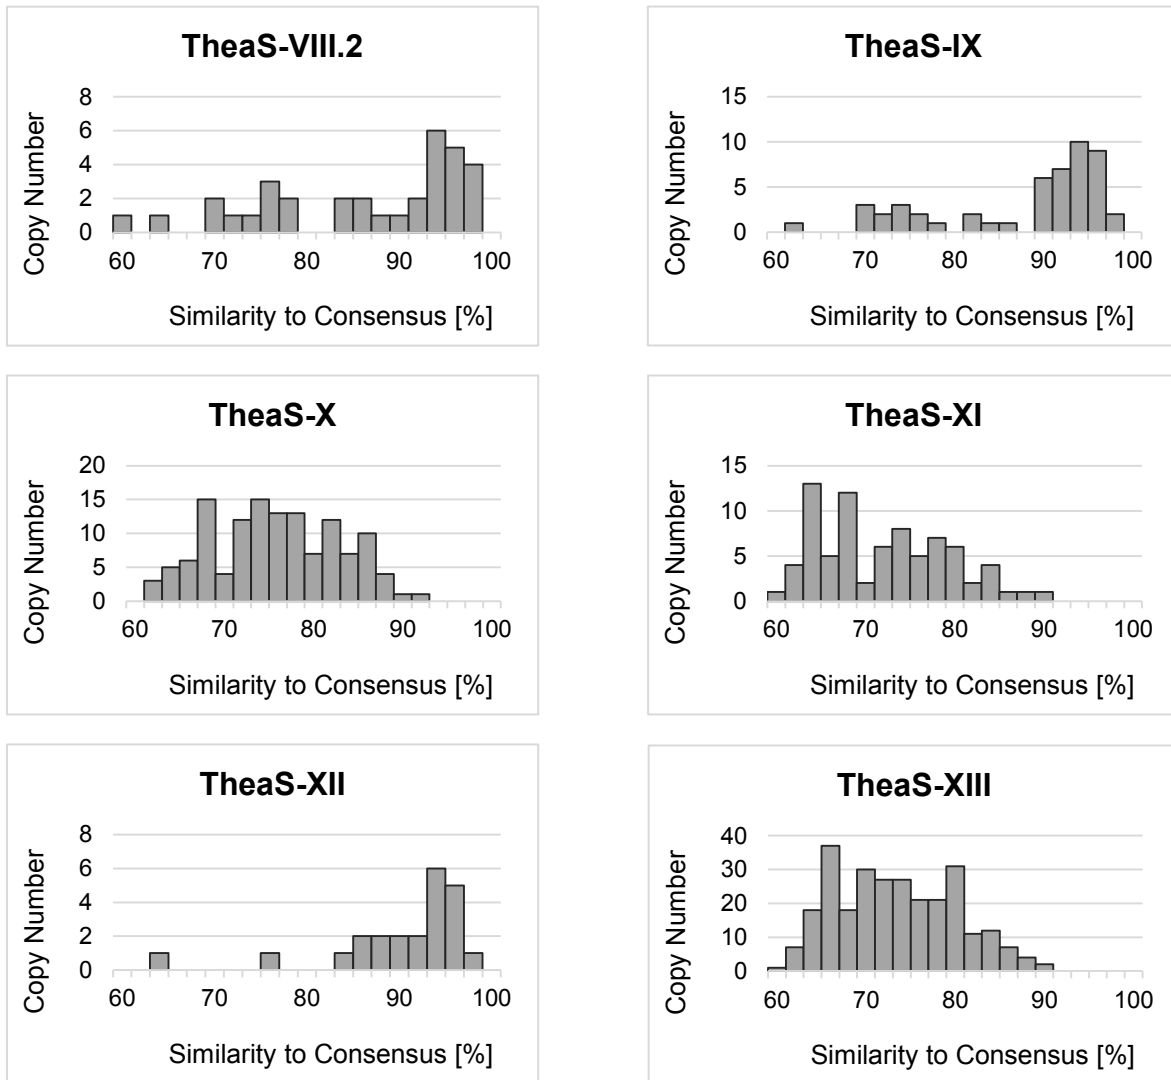 TheaS-VIII.2
Copy Number
8
6
4
2
0
60 70 80 90 100
Similarity to Consensus [%]
TheaS-IX
Copy Number
15
10
5
0
60 70 80 90 100
Similarity to Consensus [%]
TheaS-X
Copy Number
20
15
10
5
0
60 70 80 90 100
Similarity to Consensus [%]
TheaS-XI
Copy Number
15
10
5
0
60 70 80 90 100
Similarity to Consensus [%]
TheaS-XII
Copy Number
8
6
4
2
0
60 70 80 90 100
Similarity to Consensus [%]
TheaS-XIII
Copy Number
40
30
20
10
0
60 70 80 90 100
Similarity to Consensus [%]